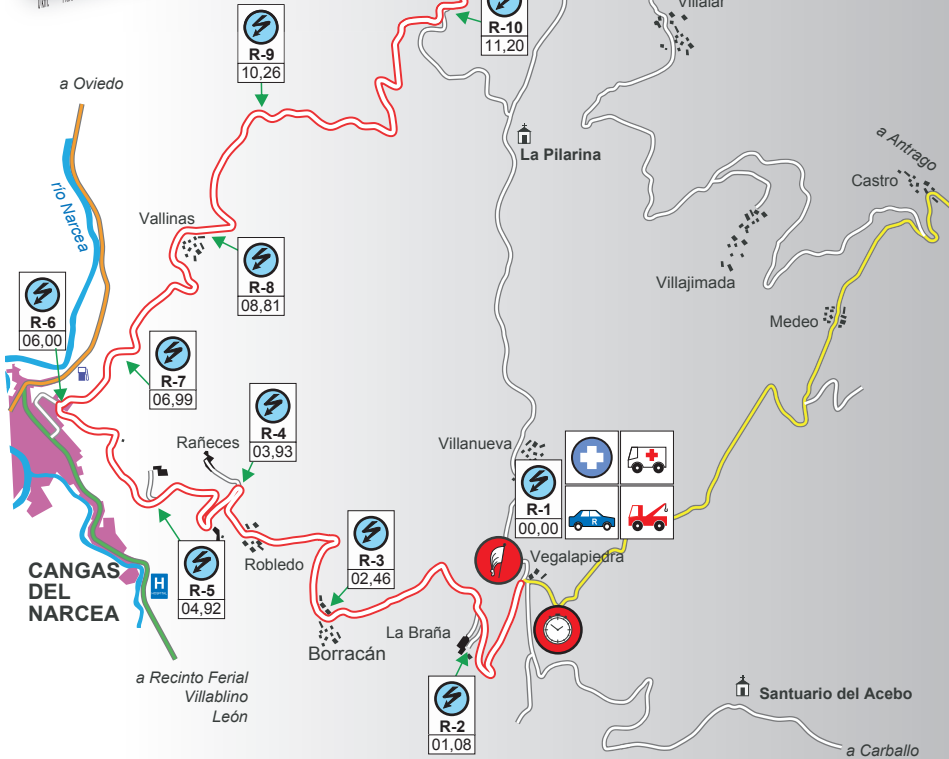 Villalar
R-10
11,20
R-9
10,26
a Oviedo
La Pilarina
a Antrago
Castro
río Narcea
Vallinas
R-8
08,81
Villajimada
R-6
06,00
Medeo
R-7
06,99
R-4
03,93
Rañeces
Villanueva
R-1
00,00
R
R-3
02,46
Vegalapiedra
Robledo
R-5
04,92
CANGAS
DEL
NARCEA
H
La Braña
Borracán
a Recinto Ferial
Villablino
León
R-2
01,08
Santuario del Acebo
a Carballo